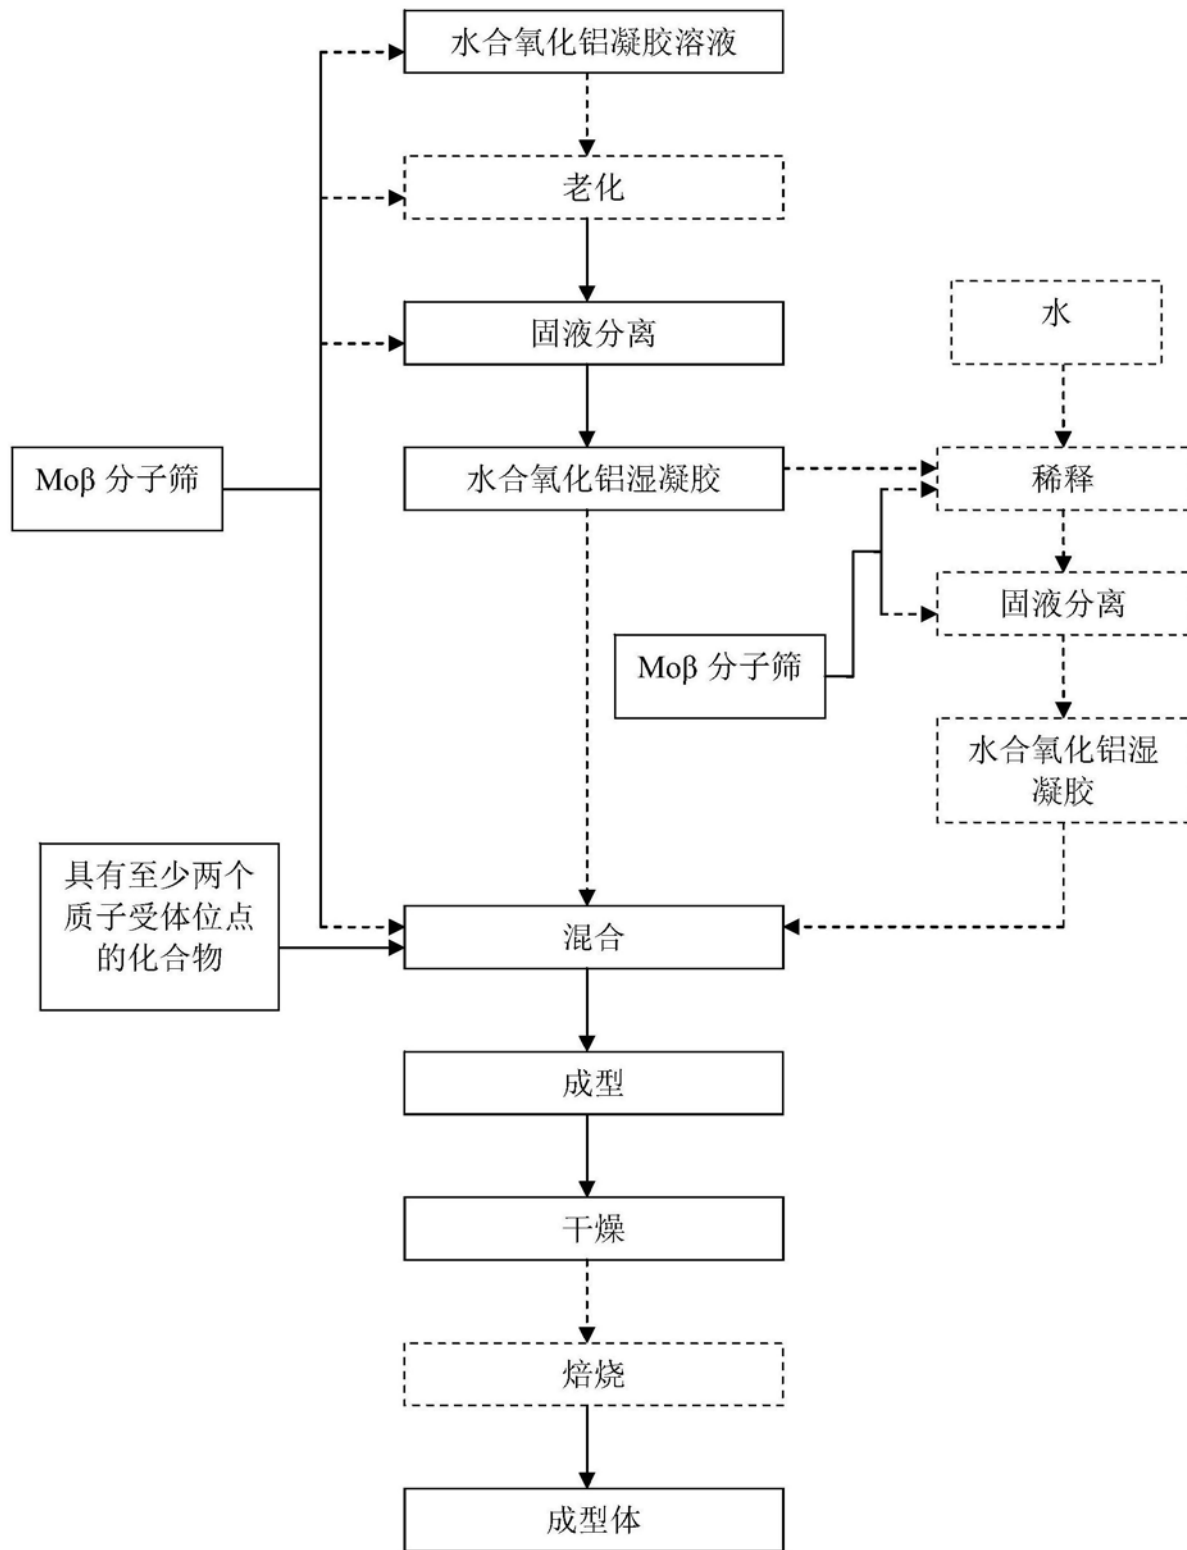 水合氧化铝凝胶溶液
老化
固液分离
水
Moβ 分子筛
水合氧化铝湿凝胶
稀释
固液分离
Moβ 分子筛
水合氧化铝湿
凝胶
具有至少两个
质子受体位点
的化合物
混合
成型
干燥
焙烧
成型体